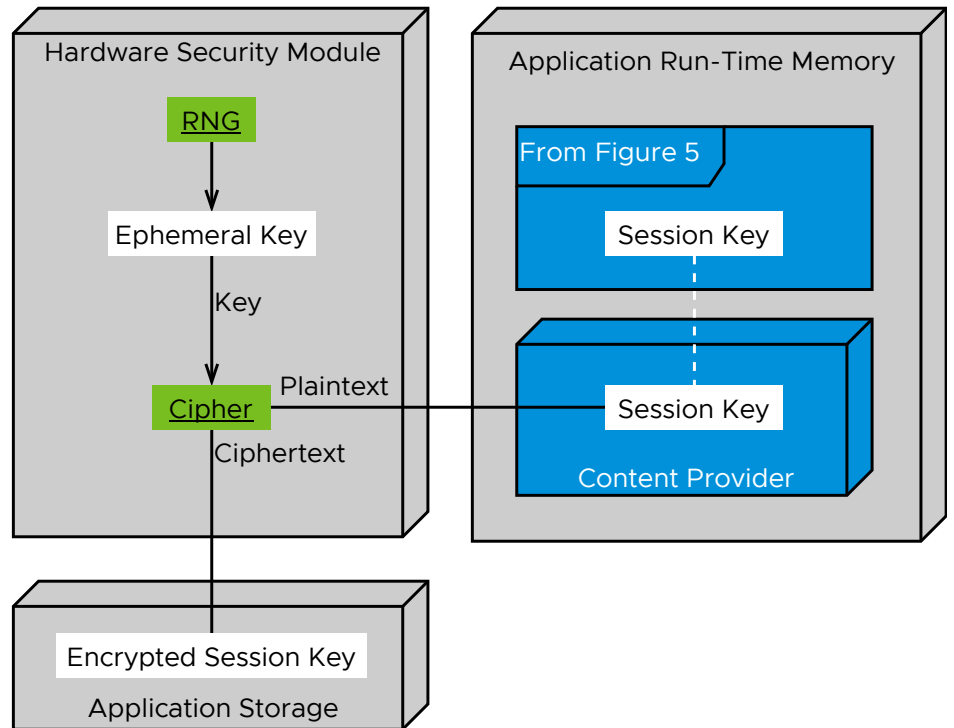 Hardware Security Module
RNG
Ephemeral Key
Key
Cipher
Plaintext
Ciphertext
Application Run-Time Memory
From Figure 5
Session Key
Session Key
Content Provider
Encrypted Session Key
Application Storage